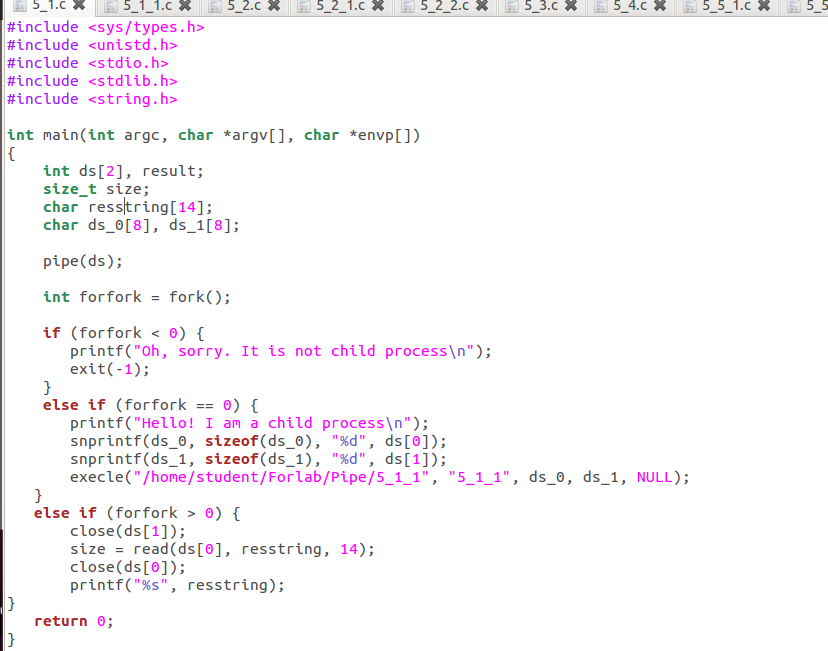 5_1.c ✖ 5_1_1.c ✖ 5_2.c ✖ 5_2_1.c ✖ 5_2_2.c ✖ 5_3.c ✖ 5_4.c ✖ 5_5_1.c ✖ 5_5
#include <sys/types.h>
#include <unistd.h>
#include <stdio.h>
#include <stdlib.h>
#include <string.h>
int main(int argc, char *argv[], char *envp[])
{
    int ds[2], result;
    size_t size;
    char resstring[14];
    char ds_0[8], ds_1[8];
    pipe(ds);
    int forfork = fork();
    if (forfork < 0) {
       printf("Oh, sorry. It is not child process\n");
       exit(-1);
    }
    else if (forfork == 0) {
       printf("Hello! I am a child process\n");
       snprintf(ds_0, sizeof(ds_0), "%d", ds[0]);
       snprintf(ds_1, sizeof(ds_1), "%d", ds[1]);
       execle("/home/student/Forlab/Pipe/5_1_1", "5_1_1", ds_0, ds_1, NULL);
   }
   else if (forfork > 0) {
       close(ds[1]);
       size = read(ds[0], resstring, 14);
       close(ds[0]);
       printf("%s", resstring);
}
   return 0;
}